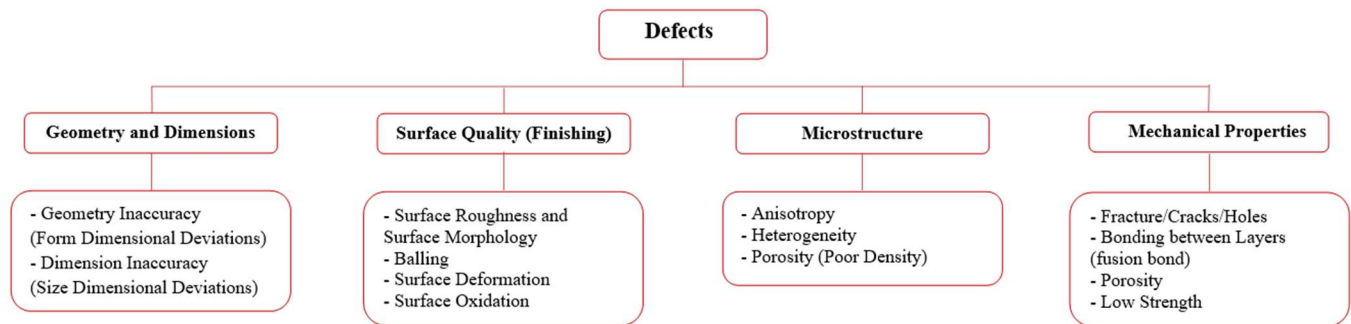 Defects
Geometry and Dimensions
- Geometry Inaccuracy
(Form Dimensional Deviations)
- Dimension Inaccuracy
(Size Dimensional Deviations)
Surface Quality (Finishing)
- Surface Roughness and
Surface Morphology
- Balling
- Surface Deformation
- Surface Oxidation
Microstructure
- Anisotropy
- Heterogeneity
- Porosity (Poor Density)
Mechanical Properties
- Fracture/Cracks/Holes
- Bonding between Layers
(fusion bond)
- Porosity
- Low Strength